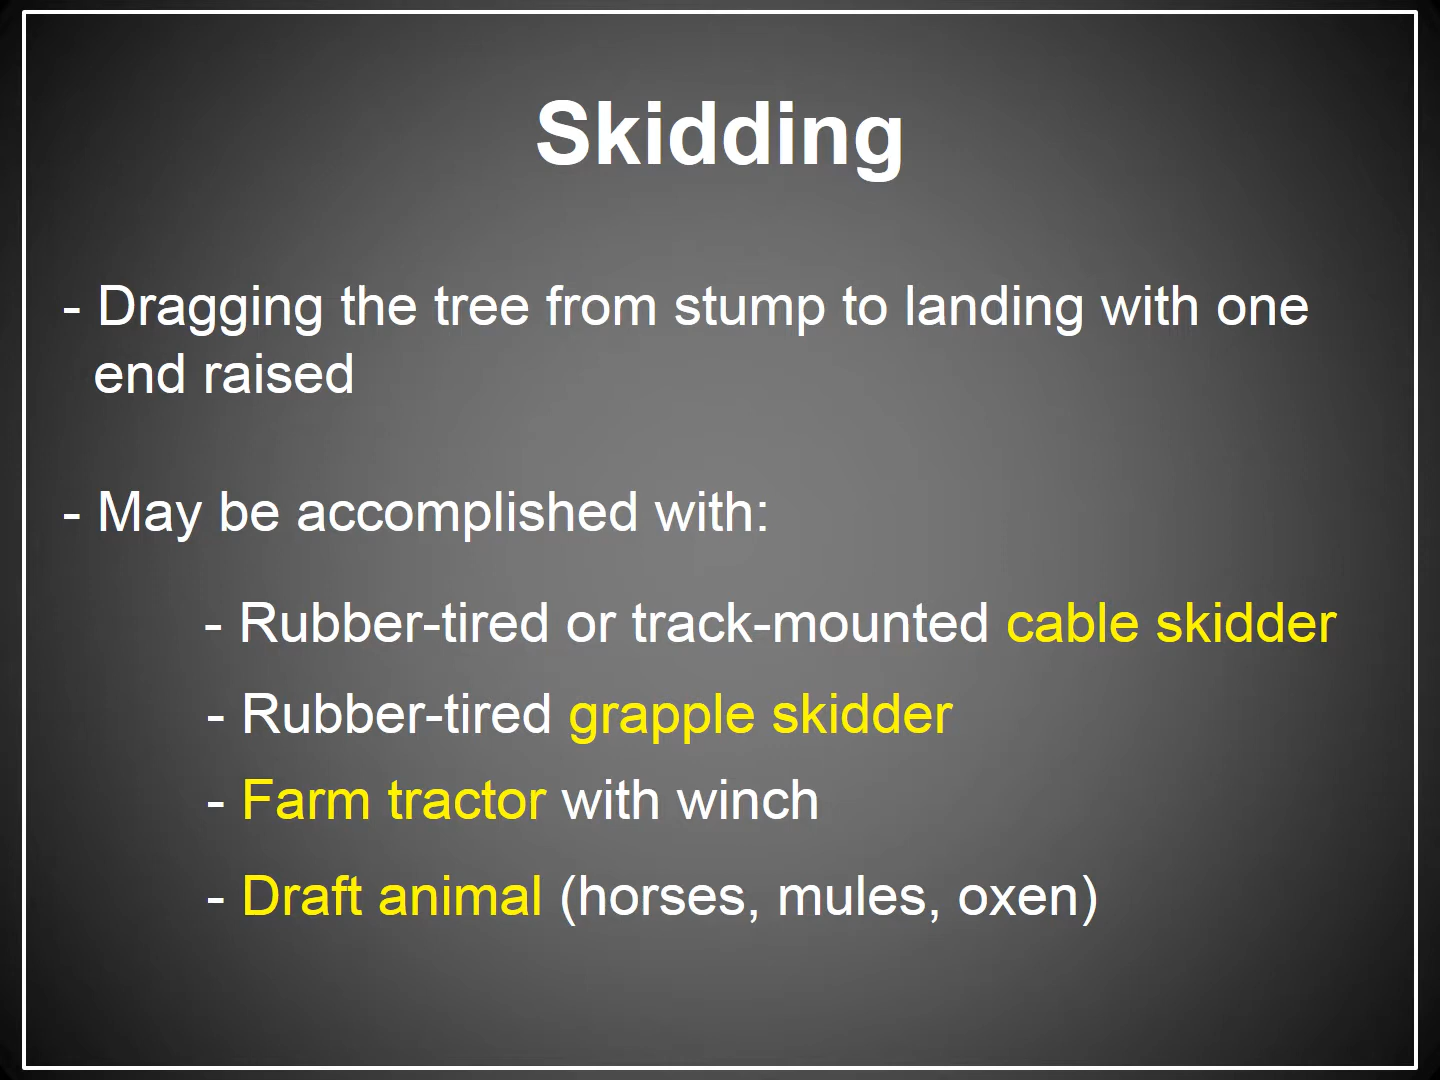 Skidding
- Dragging the tree from stump to landing with one
end raised
- May be accomplished with:
- Rubber-tired or track-mounted cable skidder
- Rubber-tired grapple skidder
- Farm tractor with winch
- Draft animal (horses, mules, oxen)